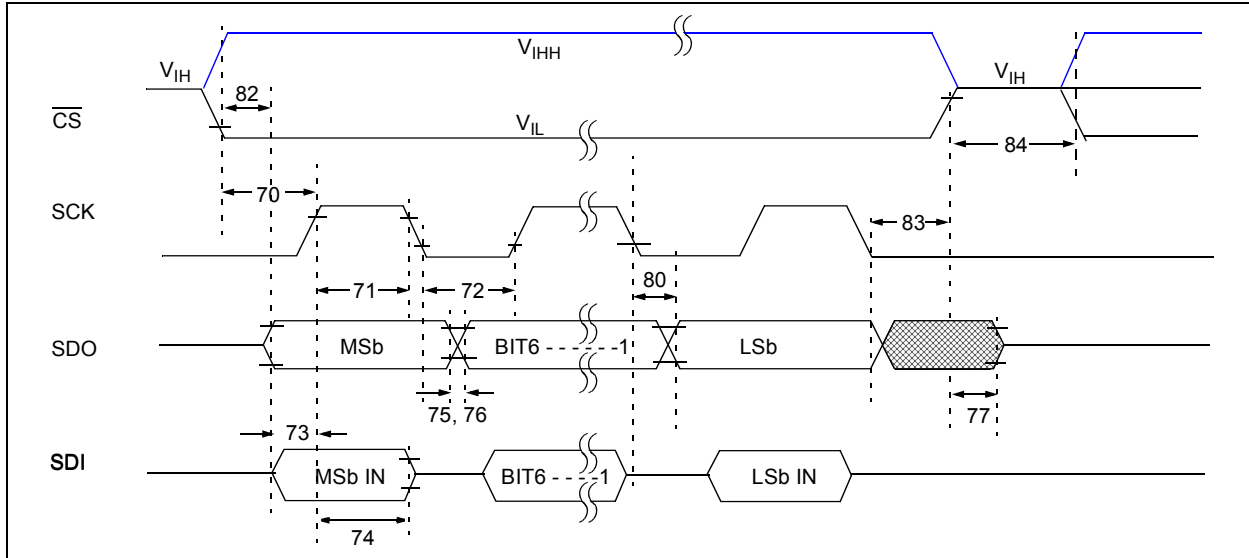 V_IHH
V_IH
V_IH
82
CS
V_IL
84
70
SCK
83
80
71
72
SDO
MSb
BIT6 - - - - - -1
LSb
75, 76
77
73
SDI
MSb IN
BIT6 - - - -1
LSb IN
74